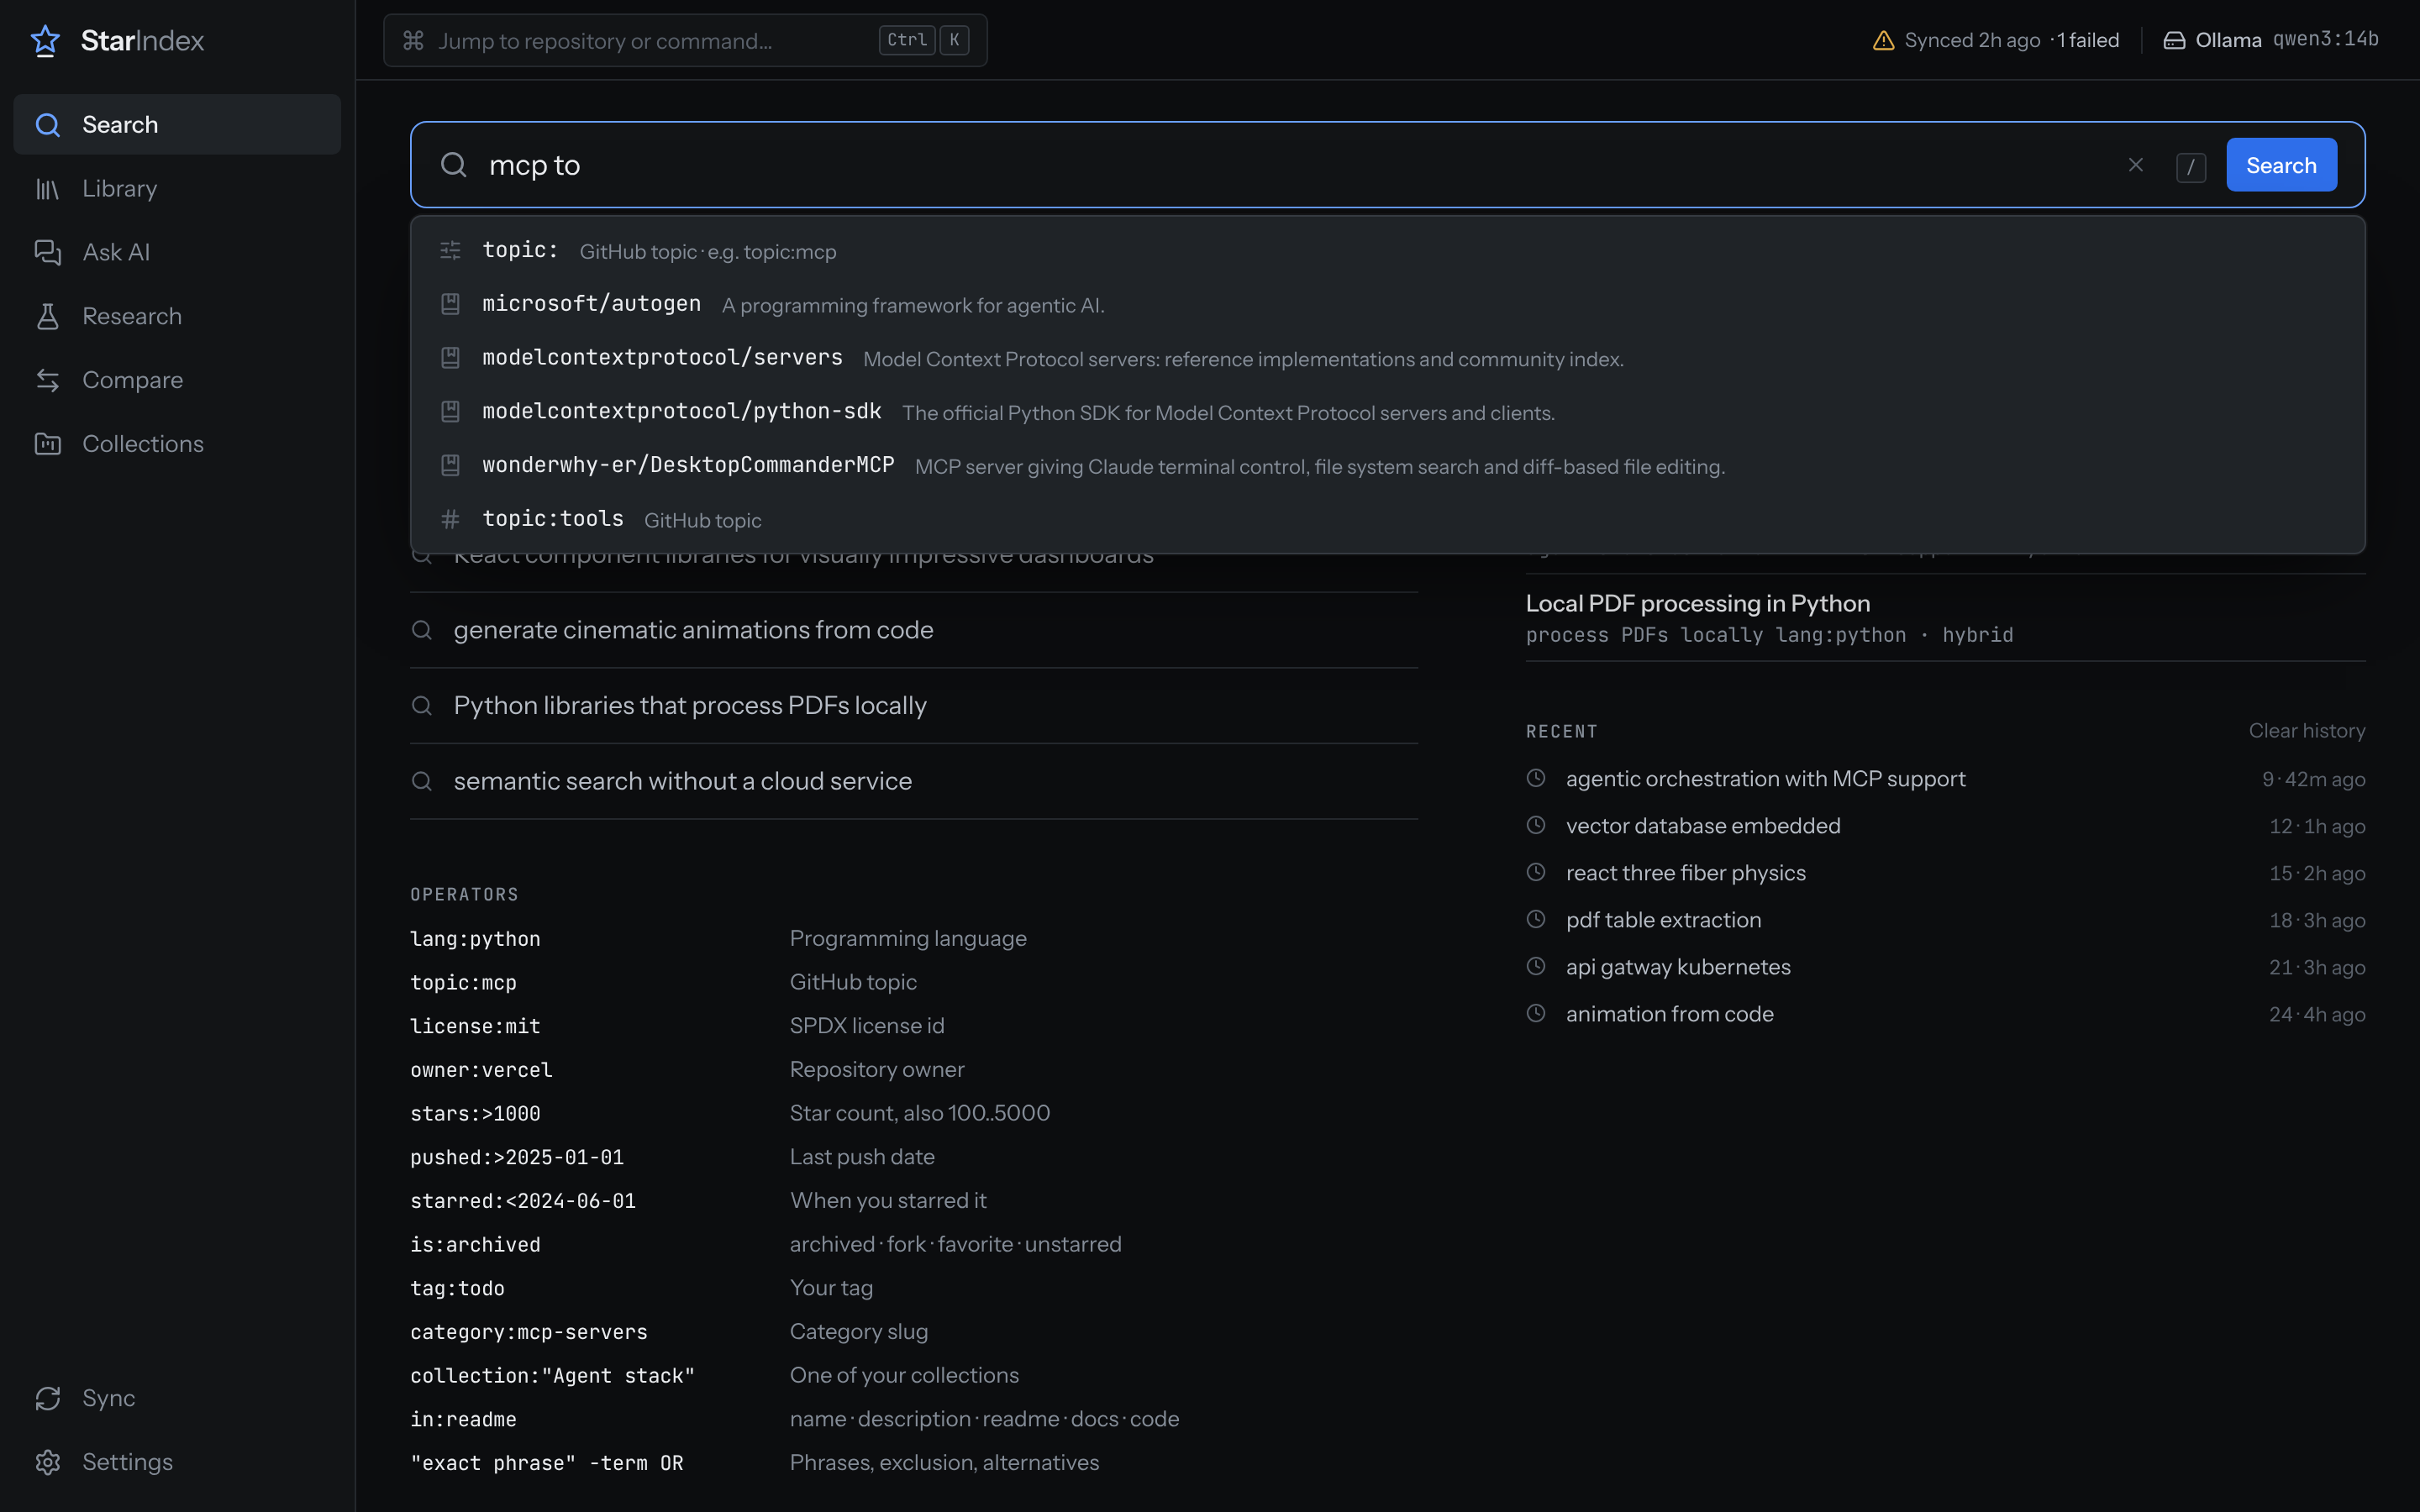 StarIndex
Jump to repository or command...
Ctrl K
Synced 2h ago · 1 failed
Ollama qwen3:14b
Search
Library
Ask AI
Research
Compare
Collections
Sync
Settings
mcp to
/
Search
topic: GitHub topic · e.g. topic:mcp
microsoft/autogen A programming framework for agentic AI.
modelcontextprotocol/servers Model Context Protocol servers: reference implementations and community index.
modelcontextprotocol/python-sdk The official Python SDK for Model Context Protocol servers and clients.
wonderwhy-er/DesktopCommanderMCP MCP server giving Claude terminal control, file system search and diff-based file editing.
topic:tools GitHub topic
React component libraries for visually impressive dashboards
generate cinematic animations from code
Python libraries that process PDFs locally
semantic search without a cloud service
OPERATORS
lang:python Programming language
topic:mcp GitHub topic
license:mit SPDX license id
owner:vercel Repository owner
stars:>1000 Star count, also 100..5000
pushed:>2025-01-01 Last push date
starred:<2024-06-01 When you starred it
is:archived archived · fork · favorite · unstarred
tag:todo Your tag
category:mcp-servers Category slug
collection:"Agent stack" One of your collections
in:readme name · description · readme · docs · code
"exact phrase" -term OR Phrases, exclusion, alternatives
Local PDF processing in Python
process PDFs locally lang:python · hybrid
RECENT Clear history
agentic orchestration with MCP support 9 · 42m ago
vector database embedded 12 · 1h ago
react three fiber physics 15 · 2h ago
pdf table extraction 18 · 3h ago
api gatway kubernetes 21 · 3h ago
animation from code 24 · 4h ago